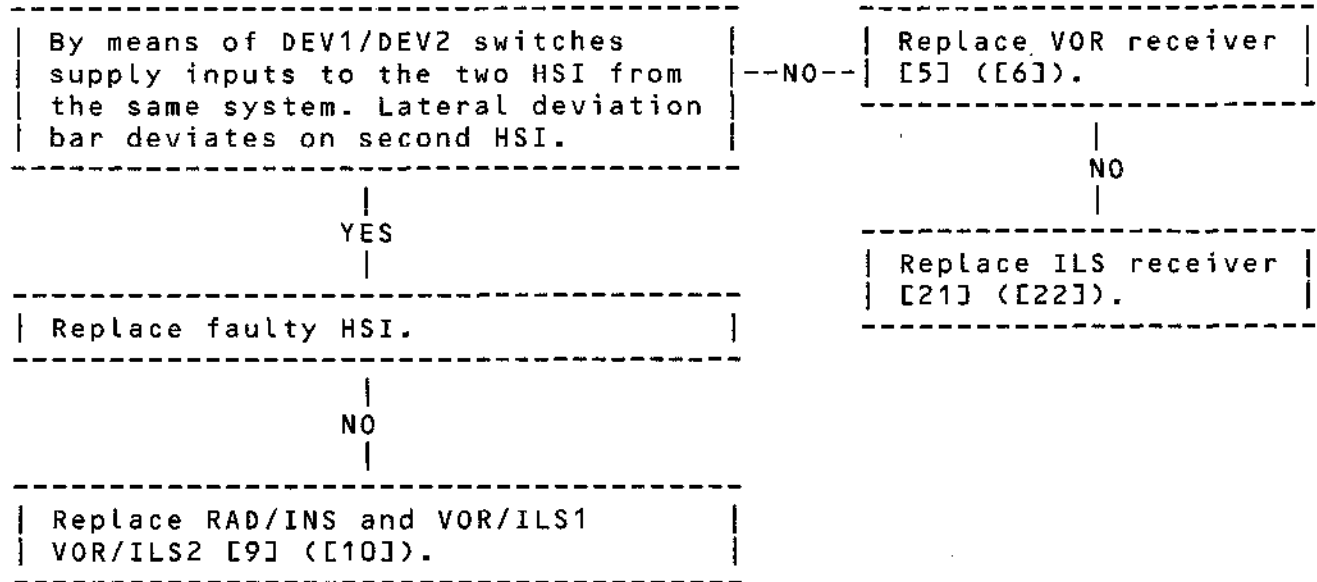 By means of DEV1/DEV2 switches
supply inputs to the two HSI from
the same system. Lateral deviation
bar deviates on second HSI.
--NO--
Replace VOR receiver
[5] ([6]).
NO
Replace ILS receiver
[21] ([22]).
YES
Replace faulty HSI.
NO
Replace RAD/INS and VOR/ILS1
VOR/ILS2 [9] ([10]).